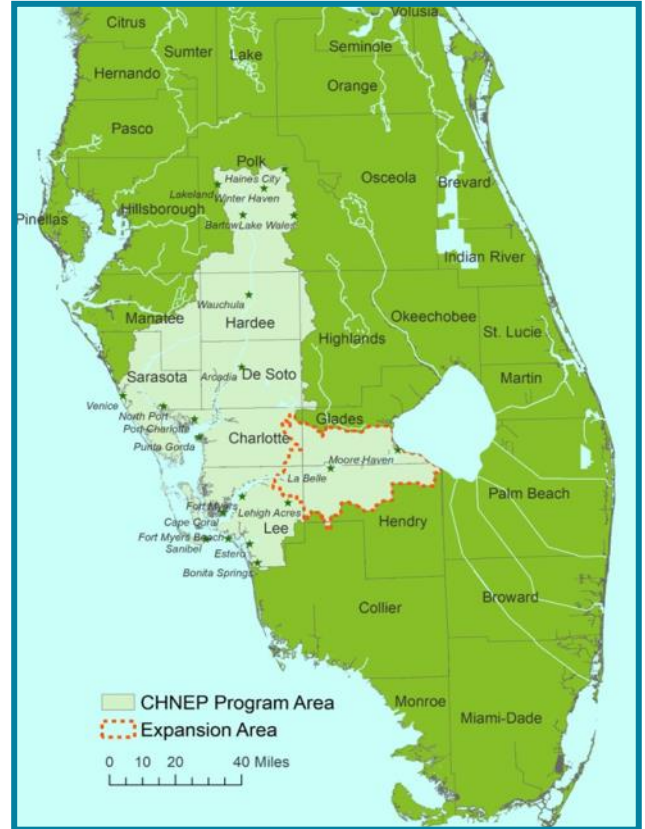 Volusia
Citrus
Sumter
Lake
Seminole
Hernando
Orange
Pasco
Polk
Osceola
Haines City
Lakeland
Winter Haven
Brevard
Hillsborough
Pinellas
Bartow
Lake Wales
Indian River
Wauchula
Manatee
Hardee
Okeechobee
Highlands
St. Lucie
Sarasota
Arcadia
De Soto
Martin
Venice
North Port
Glades
Port Charlotte
Charlotte
Punta Gorda
Moore Haven
La Belle
Palm Beach
Fort Myers
Lehigh Acres
Hendry
Cape Coral
Lee
Fort Myers Beach
Sanibel
Estero
Bonita Springs
Broward
Collier
Monroe
CHNEP Program Area
Miami-Dade
Expansion Area
0 10 20 40 Miles